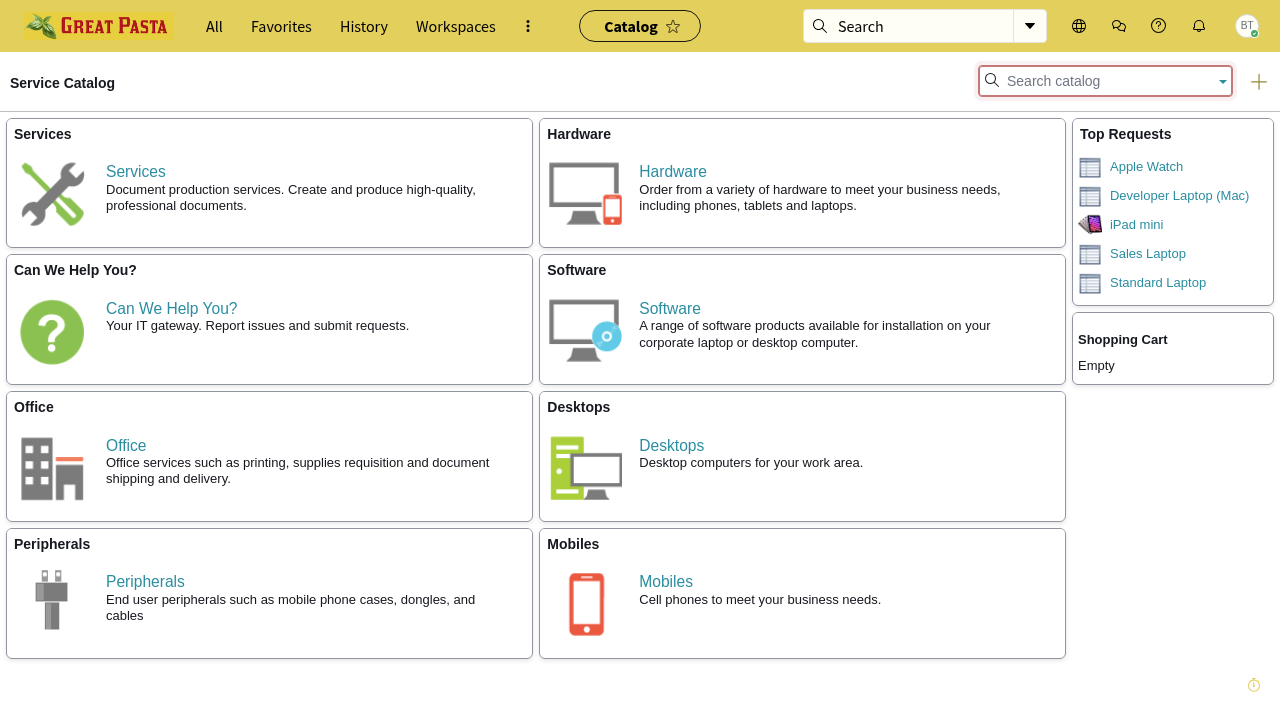 GREAT PASTA
All
Favorites
History
Workspaces
Catalog
Search
BT
Service Catalog
Search catalog
Services
Services
Document production services. Create and produce high-quality,
professional documents.
Hardware
Hardware
Order from a variety of hardware to meet your business needs,
including phones, tablets and laptops.
Can We Help You?
Can We Help You?
Your IT gateway. Report issues and submit requests.
Software
Software
A range of software products available for installation on your
corporate laptop or desktop computer.
Office
Office
Office services such as printing, supplies requisition and document
shipping and delivery.
Desktops
Desktops
Desktop computers for your work area.
Peripherals
Peripherals
End user peripherals such as mobile phone cases, dongles, and
cables
Mobiles
Mobiles
Cell phones to meet your business needs.
Top Requests
Apple Watch
Developer Laptop (Mac)
iPad mini
Sales Laptop
Standard Laptop
Shopping Cart
Empty